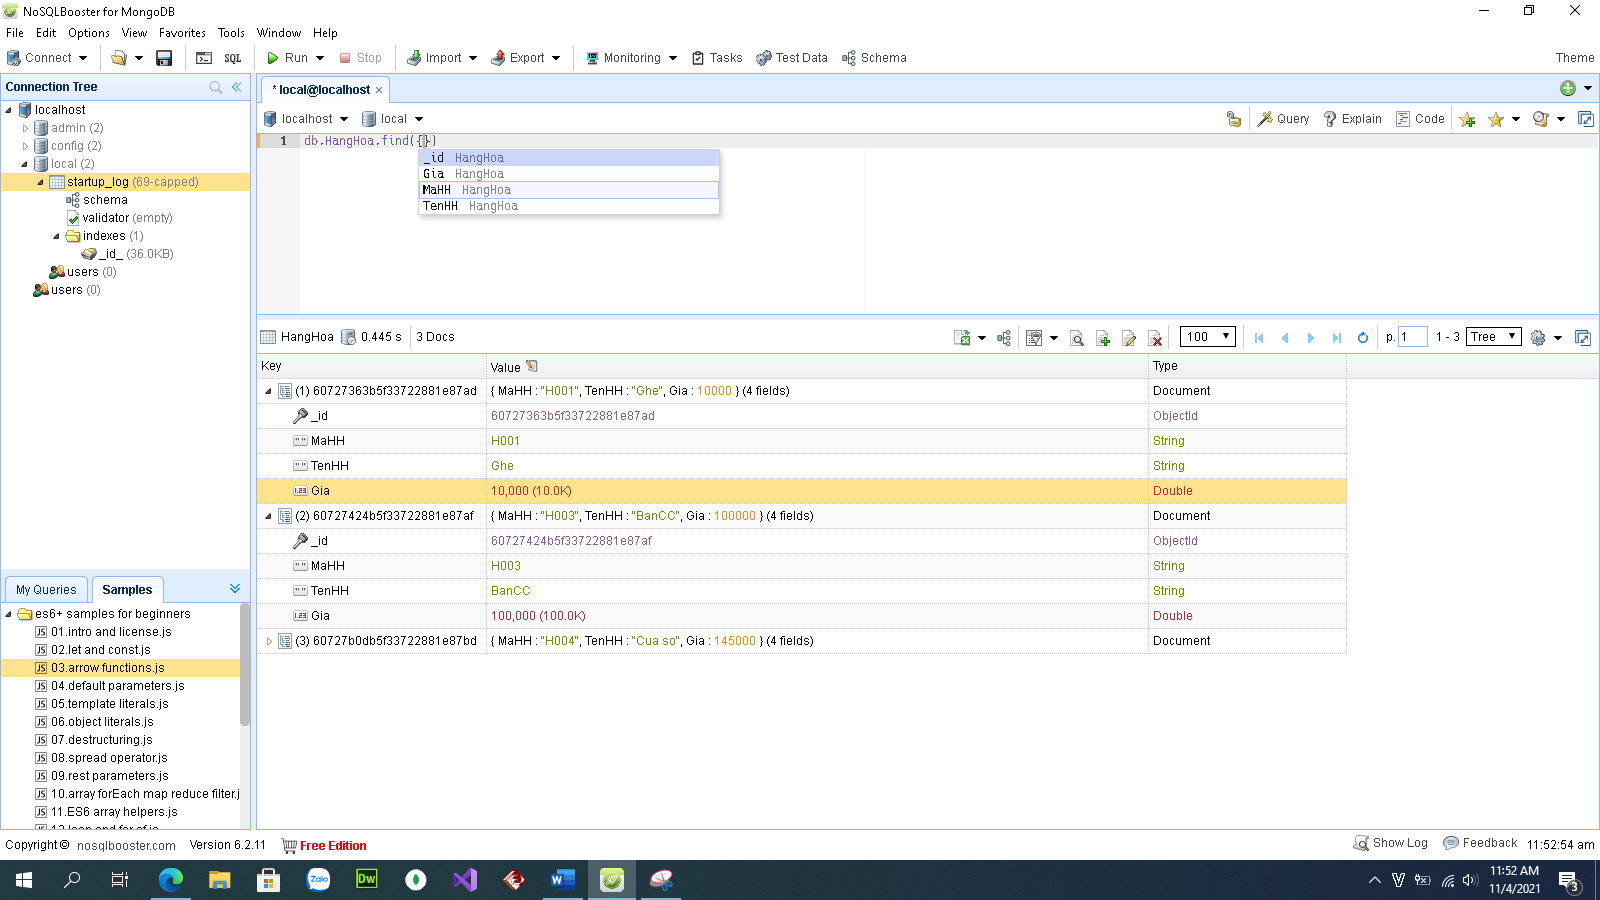 NoSQLBooster for MongoDB
File Edit Options View Favorites Tools Window Help
Connect SQL Run Stop Import Export Monitoring Tasks Test Data Schema Theme
Connection Tree
localhost
admin (2)
config (2)
local (2)
startup_log (69-capped)
schema
validator (empty)
indexes (1)
_id_ (36.0KB)
users (0)
users (0)
* local@localhost ×
localhost local Query Explain Code
1 db.HangHoa.find({})
_id HangHoa
Gia HangHoa
MaHH HangHoa
TenHH HangHoa
HangHoa 0.445 s 3 Docs 100 p. 1 1 - 3 Tree
Key Value Type
(1) 60727363b5f33722881e87ad { MaHH : "H001", TenHH : "Ghe", Gia : 10000 } (4 fields) Document
_id 60727363b5f33722881e87ad ObjectId
MaHH H001 String
TenHH Ghe String
Gia 10,000 (10.0K) Double
(2) 60727424b5f33722881e87af { MaHH : "H003", TenHH : "BanCC", Gia : 100000 } (4 fields) Document
_id 60727424b5f33722881e87af ObjectId
MaHH H003 String
TenHH BanCC String
Gia 100,000 (100.0K) Double
(3) 60727b0db5f33722881e87bd { MaHH : "H004", TenHH : "Cua so", Gia : 145000 } (4 fields) Document
My Queries Samples
es6+ samples for beginners
01.intro and license.js
02.let and const.js
03.arrow functions.js
04.default parameters.js
05.template literals.js
06.object literals.js
07.destructuring.js
08.spread operator.js
09.rest parameters.js
10.array forEach map reduce filter.j
11.ES6 array helpers.js
Copyright © nosqlbooster.com Version 6.2.11 Free Edition Show Log Feedback 11:52:54 am
Zalo Dw W
11:52 AM
11/4/2021
3